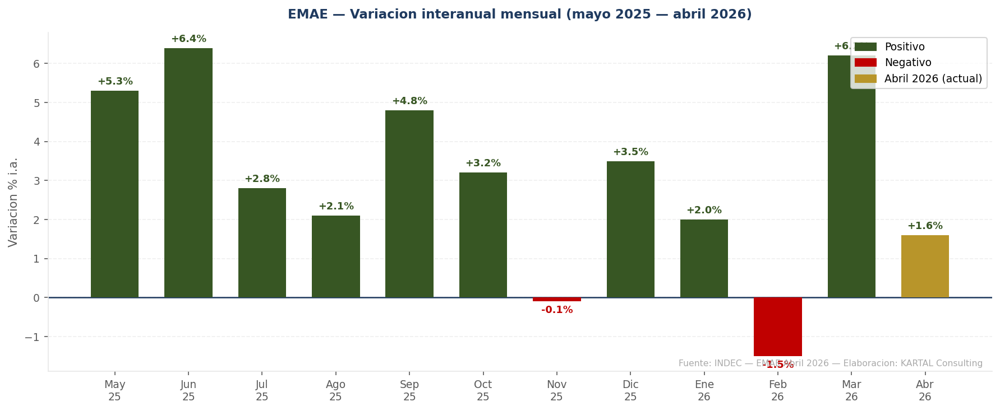 EMAE — Variacion interanual mensual (mayo 2025 — abril 2026)
Variacion % i.a.
6
5
4
3
2
1
0
−1
+5.3%
+6.4%
+2.8%
+2.1%
+4.8%
+3.2%
-0.1%
+3.5%
+2.0%
-1.5%
+6.
+1.6%
Positivo
Negativo
Abril 2026 (actual)
Fuente: INDEC — EMAE Abril 2026 — Elaboracion: KARTAL Consulting
May Jun Jul Ago Sep Oct Nov Dic Ene Feb Mar Abr
25 25 25 25 25 25 25 25 26 26 26 26